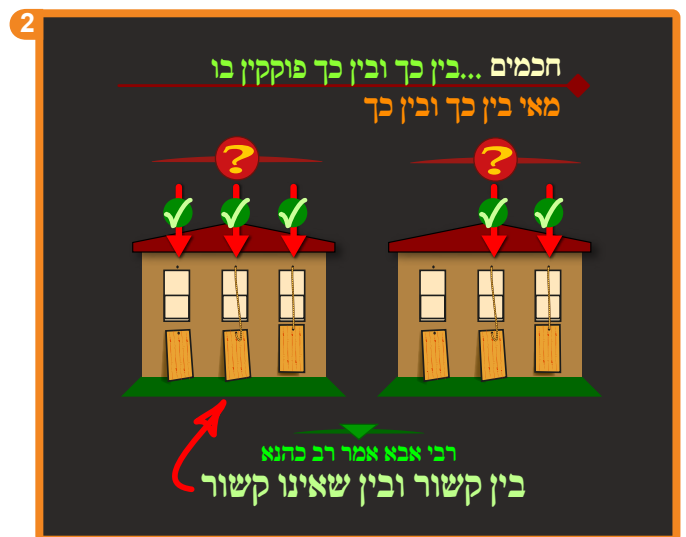 2
חכמים ...בין כך ובין כך פוקקין בו
מאי בין כך ובין כך
? ?
רבי אבא אמר רב כהנא
בין קשור ובין שאינו קשור